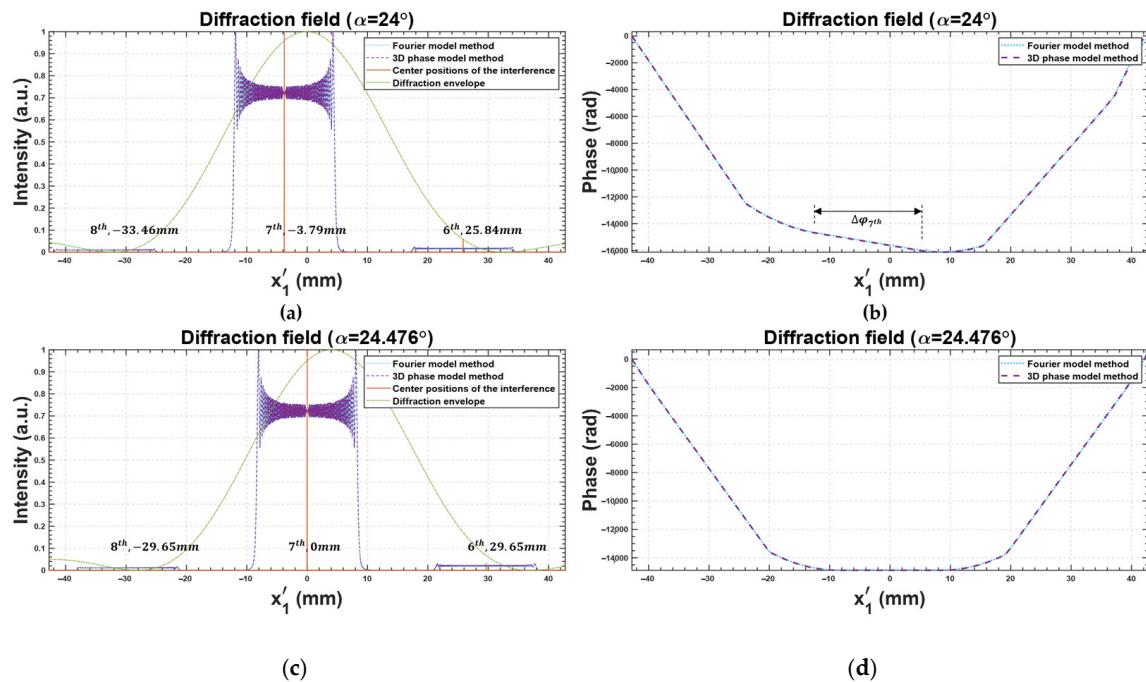 Diffraction field (α=24°)
Intensity (a.u.)
1
0.9
0.8
0.7
0.6
0.5
0.4
0.3
0.2
0.1
0
Fourier model method
3D phase model method
Center positions of the interference
Diffraction envelope
8th, −33.46mm 7th, −3.79mm 6th, 25.84mm
−40 −30 −20 −10 0 10 20 30 40
x′1 (mm)
(a)
Diffraction field (α=24°)
Phase (rad)
0
−2000
−4000
−6000
−8000
−10000
−12000
−14000
−16000
Fourier model method
3D phase model method
Δφ7th
−40 −30 −20 −10 0 10 20 30 40
x′1 (mm)
(b)
Diffraction field (α=24.476°)
Intensity (a.u.)
1
0.9
0.8
0.7
0.6
0.5
0.4
0.3
0.2
0.1
0
Fourier model method
3D phase model method
Center positions of the interference
Diffraction envelope
8th, −29.65mm 7th, 0mm 6th, 29.65mm
−40 −30 −20 −10 0 10 20 30 40
x′1 (mm)
(c)
Diffraction field (α=24.476°)
Phase (rad)
0
−2000
−4000
−6000
−8000
−10000
−12000
−14000
Fourier model method
3D phase model method
−40 −30 −20 −10 0 10 20 30 40
x′1 (mm)
(d)